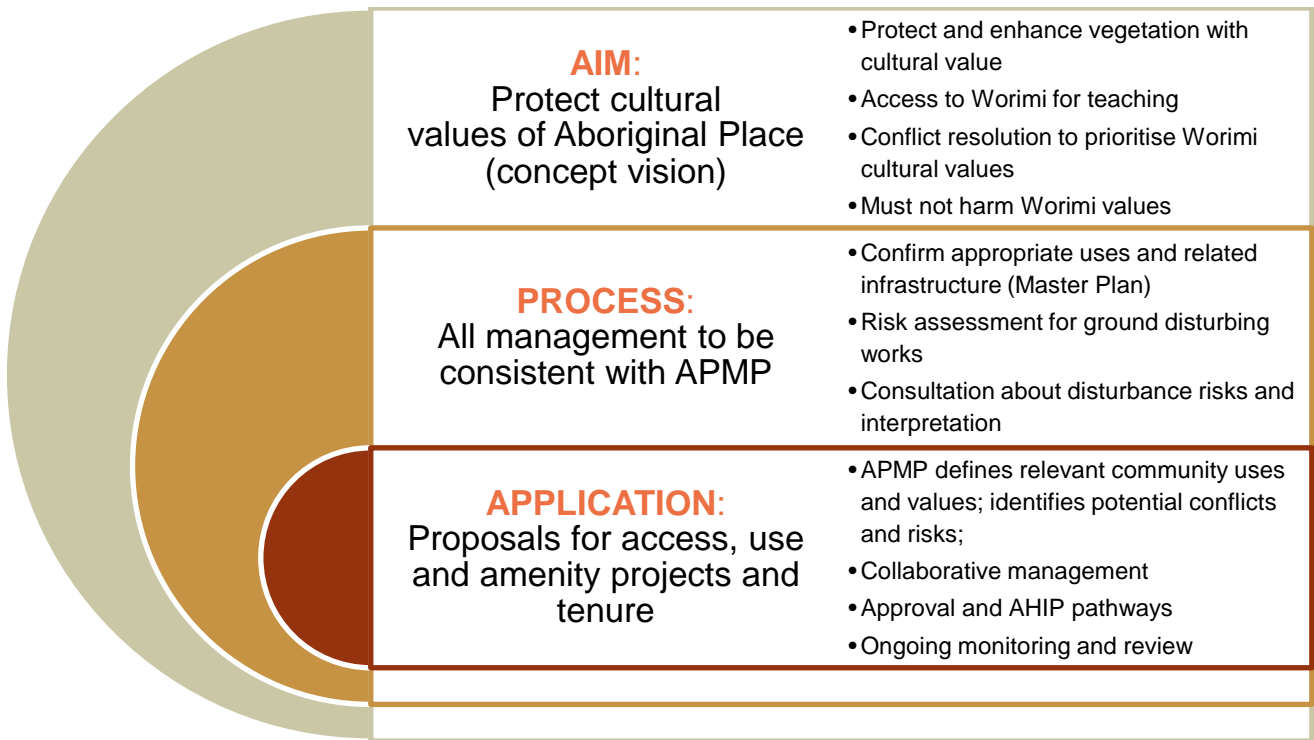 AIM:
Protect cultural
values of Aboriginal Place
(concept vision)
•Protect and enhance vegetation with
cultural value
•Access to Worimi for teaching
•Conflict resolution to prioritise Worimi
cultural values
•Must not harm Worimi values
PROCESS:
All management to be
consistent with APMP
•Confirm appropriate uses and related
infrastructure (Master Plan)
•Risk assessment for ground disturbing
works
•Consultation about disturbance risks and
interpretation
APPLICATION:
Proposals for access, use
and amenity projects and
tenure
•APMP defines relevant community uses
and values; identifies potential conflicts
and risks;
•Collaborative management
•Approval and AHIP pathways
•Ongoing monitoring and review